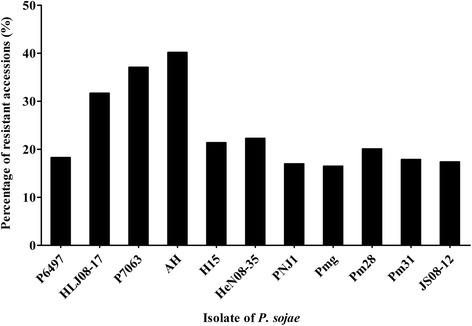 Percentage of resistant accessions (%)
50
40
30
20
10
0
P6497
HLJ08-17
P7063
AH
H15
HeN08-35
PNJ1
Pmg
Pm28
Pm31
JS08-12
Isolate of P. sojae